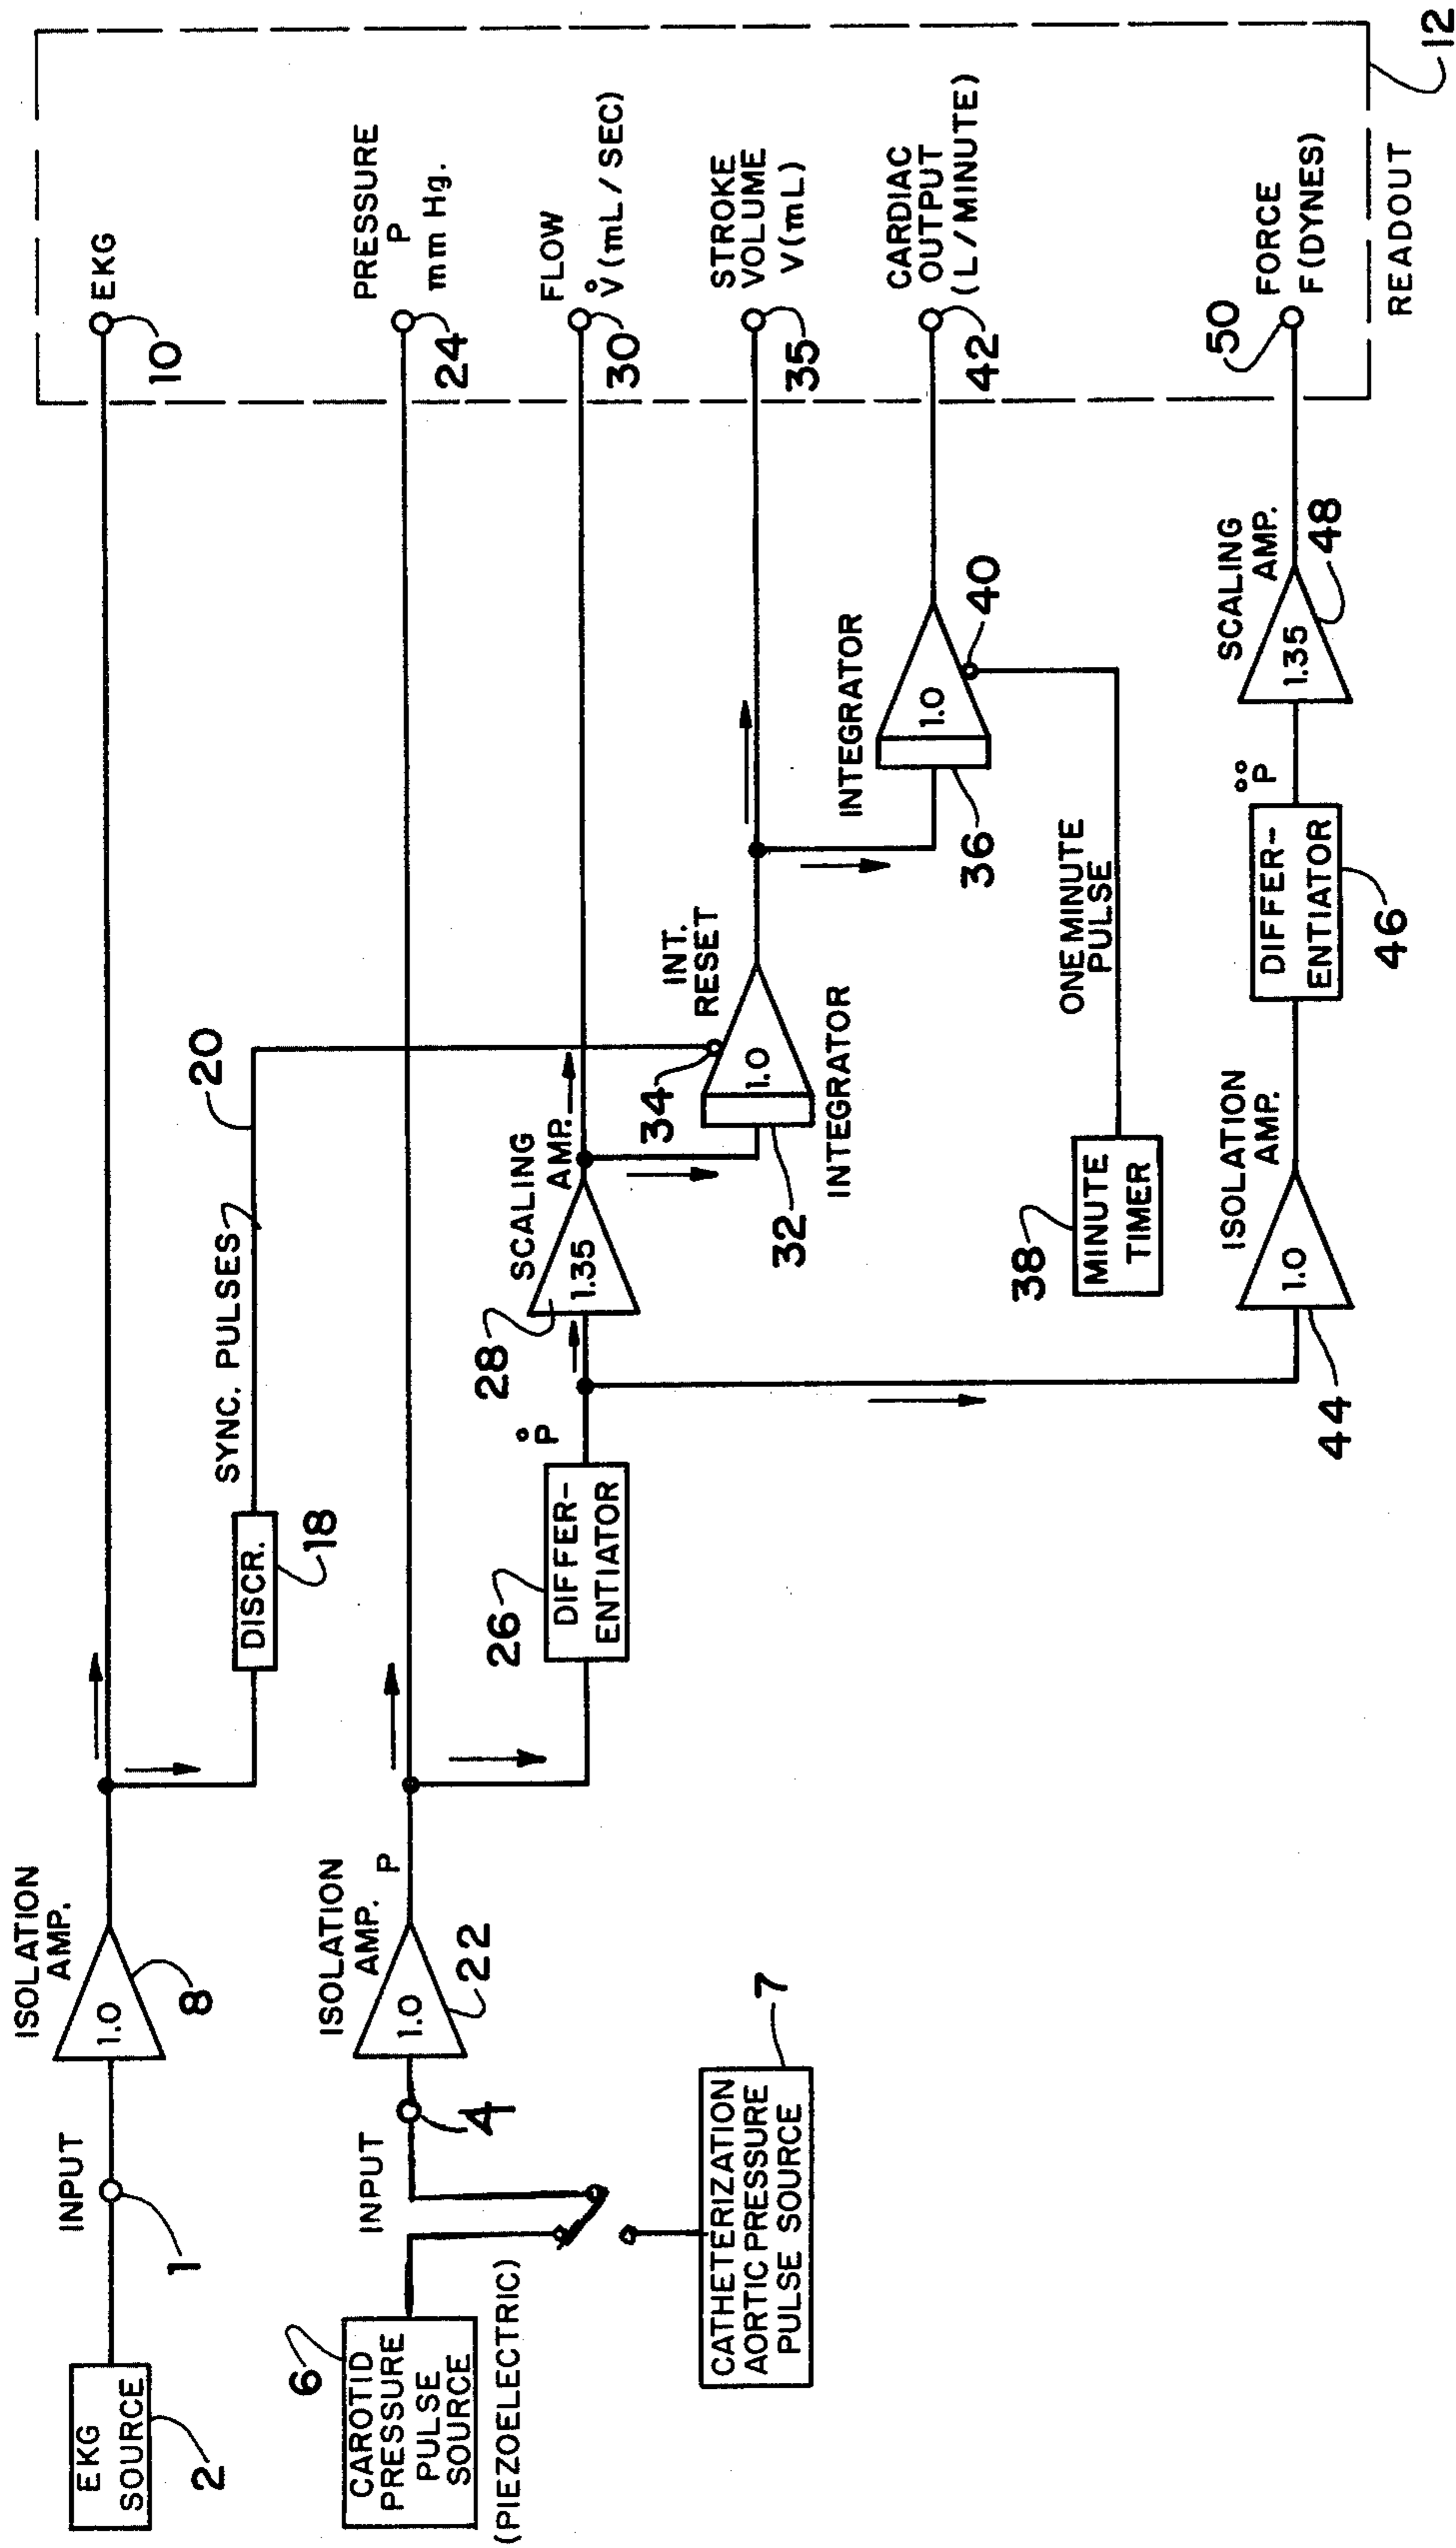 EKG
SOURCE
2
INPUT
1
ISOLATION
AMP.
1.0
8
DISCR.
18
SYNC. PULSES
20
EKG
10
CAROTID
PRESSURE
PULSE
SOURCE
6
(PIEZOELECTRIC)
CATHETERIZATION
AORTIC PRESSURE
PULSE SOURCE
7
INPUT
4
ISOLATION
AMP.
1.0
22
P
PRESSURE
P
mm Hg.
24
26
DIFFER-
ENTIATOR
P̊
28
SCALING
AMP.
1.35
FLOW
V̊(mL/SEC)
30
INT.
RESET
34
1.0
32
INTEGRATOR
STROKE
VOLUME
V(mL)
35
INTEGRATOR
1.0
36
40
38
MINUTE
TIMER
ONE MINUTE
PULSE
CARDIAC
OUTPUT
(L/MINUTE)
42
ISOLATION
AMP.
1.0
44
DIFFER-
ENTIATOR
46
°°
P
SCALING
AMP.
1.35
48
50
FORCE
F(DYNES)
READOUT
12